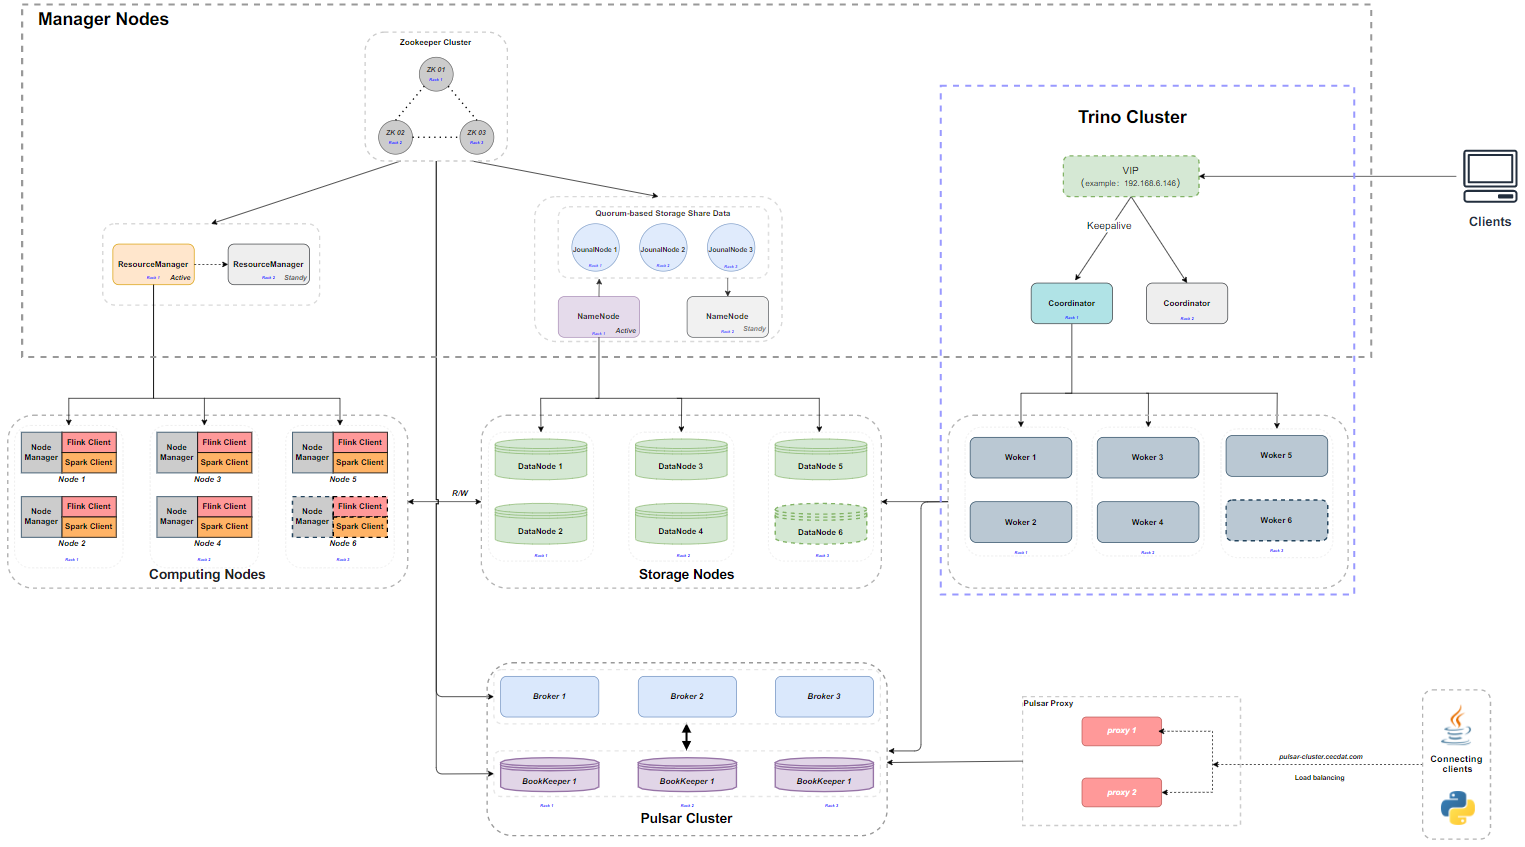 Manager Nodes
Zookeeper Cluster
ZK 01
Rack 1
ZK 02
Rack 2
ZK 03
Rack 3
Trino Cluster
VIP
(example: 192.168.6.146)
Keepalive
Clients
Quorum-based Storage Share Data
JounalNode 1
Rack 1
JounalNode 2
Rack 2
JounalNode 3
Rack 3
ResourceManager
Rack 1
Active
ResourceManager
Rack 2
Standy
NameNode
Rack 1
Active
NameNode
Rack 2
Standy
Coordinator
Rack 1
Coordinator
Rack 2
Node
Manager
Flink Client
Spark Client
Node 1
Node
Manager
Flink Client
Spark Client
Node 3
Node
Manager
Flink Client
Spark Client
Node 5
Node
Manager
Flink Client
Spark Client
Node 2
Node
Manager
Flink Client
Spark Client
Node 4
Node
Manager
Flink Client
Spark Client
Node 6
Rack 1
Rack 2
Rack 3
Computing Nodes
R/W
DataNode 1
DataNode 3
DataNode 5
DataNode 2
DataNode 4
DataNode 6
Rack 1
Rack 2
Rack 3
Storage Nodes
Woker 1
Woker 3
Woker 5
Woker 2
Woker 4
Woker 6
Rack 1
Rack 2
Rack 3
Broker 1
Broker 2
Broker 3
BookKeeper 1
BookKeeper 1
BookKeeper 1
Rack 1
Rack 2
Rack 3
Pulsar Cluster
Pulsar Proxy
proxy 1
proxy 2
pulsar-cluster.cecdat.com
Load balancing
Java
Connecting
clients